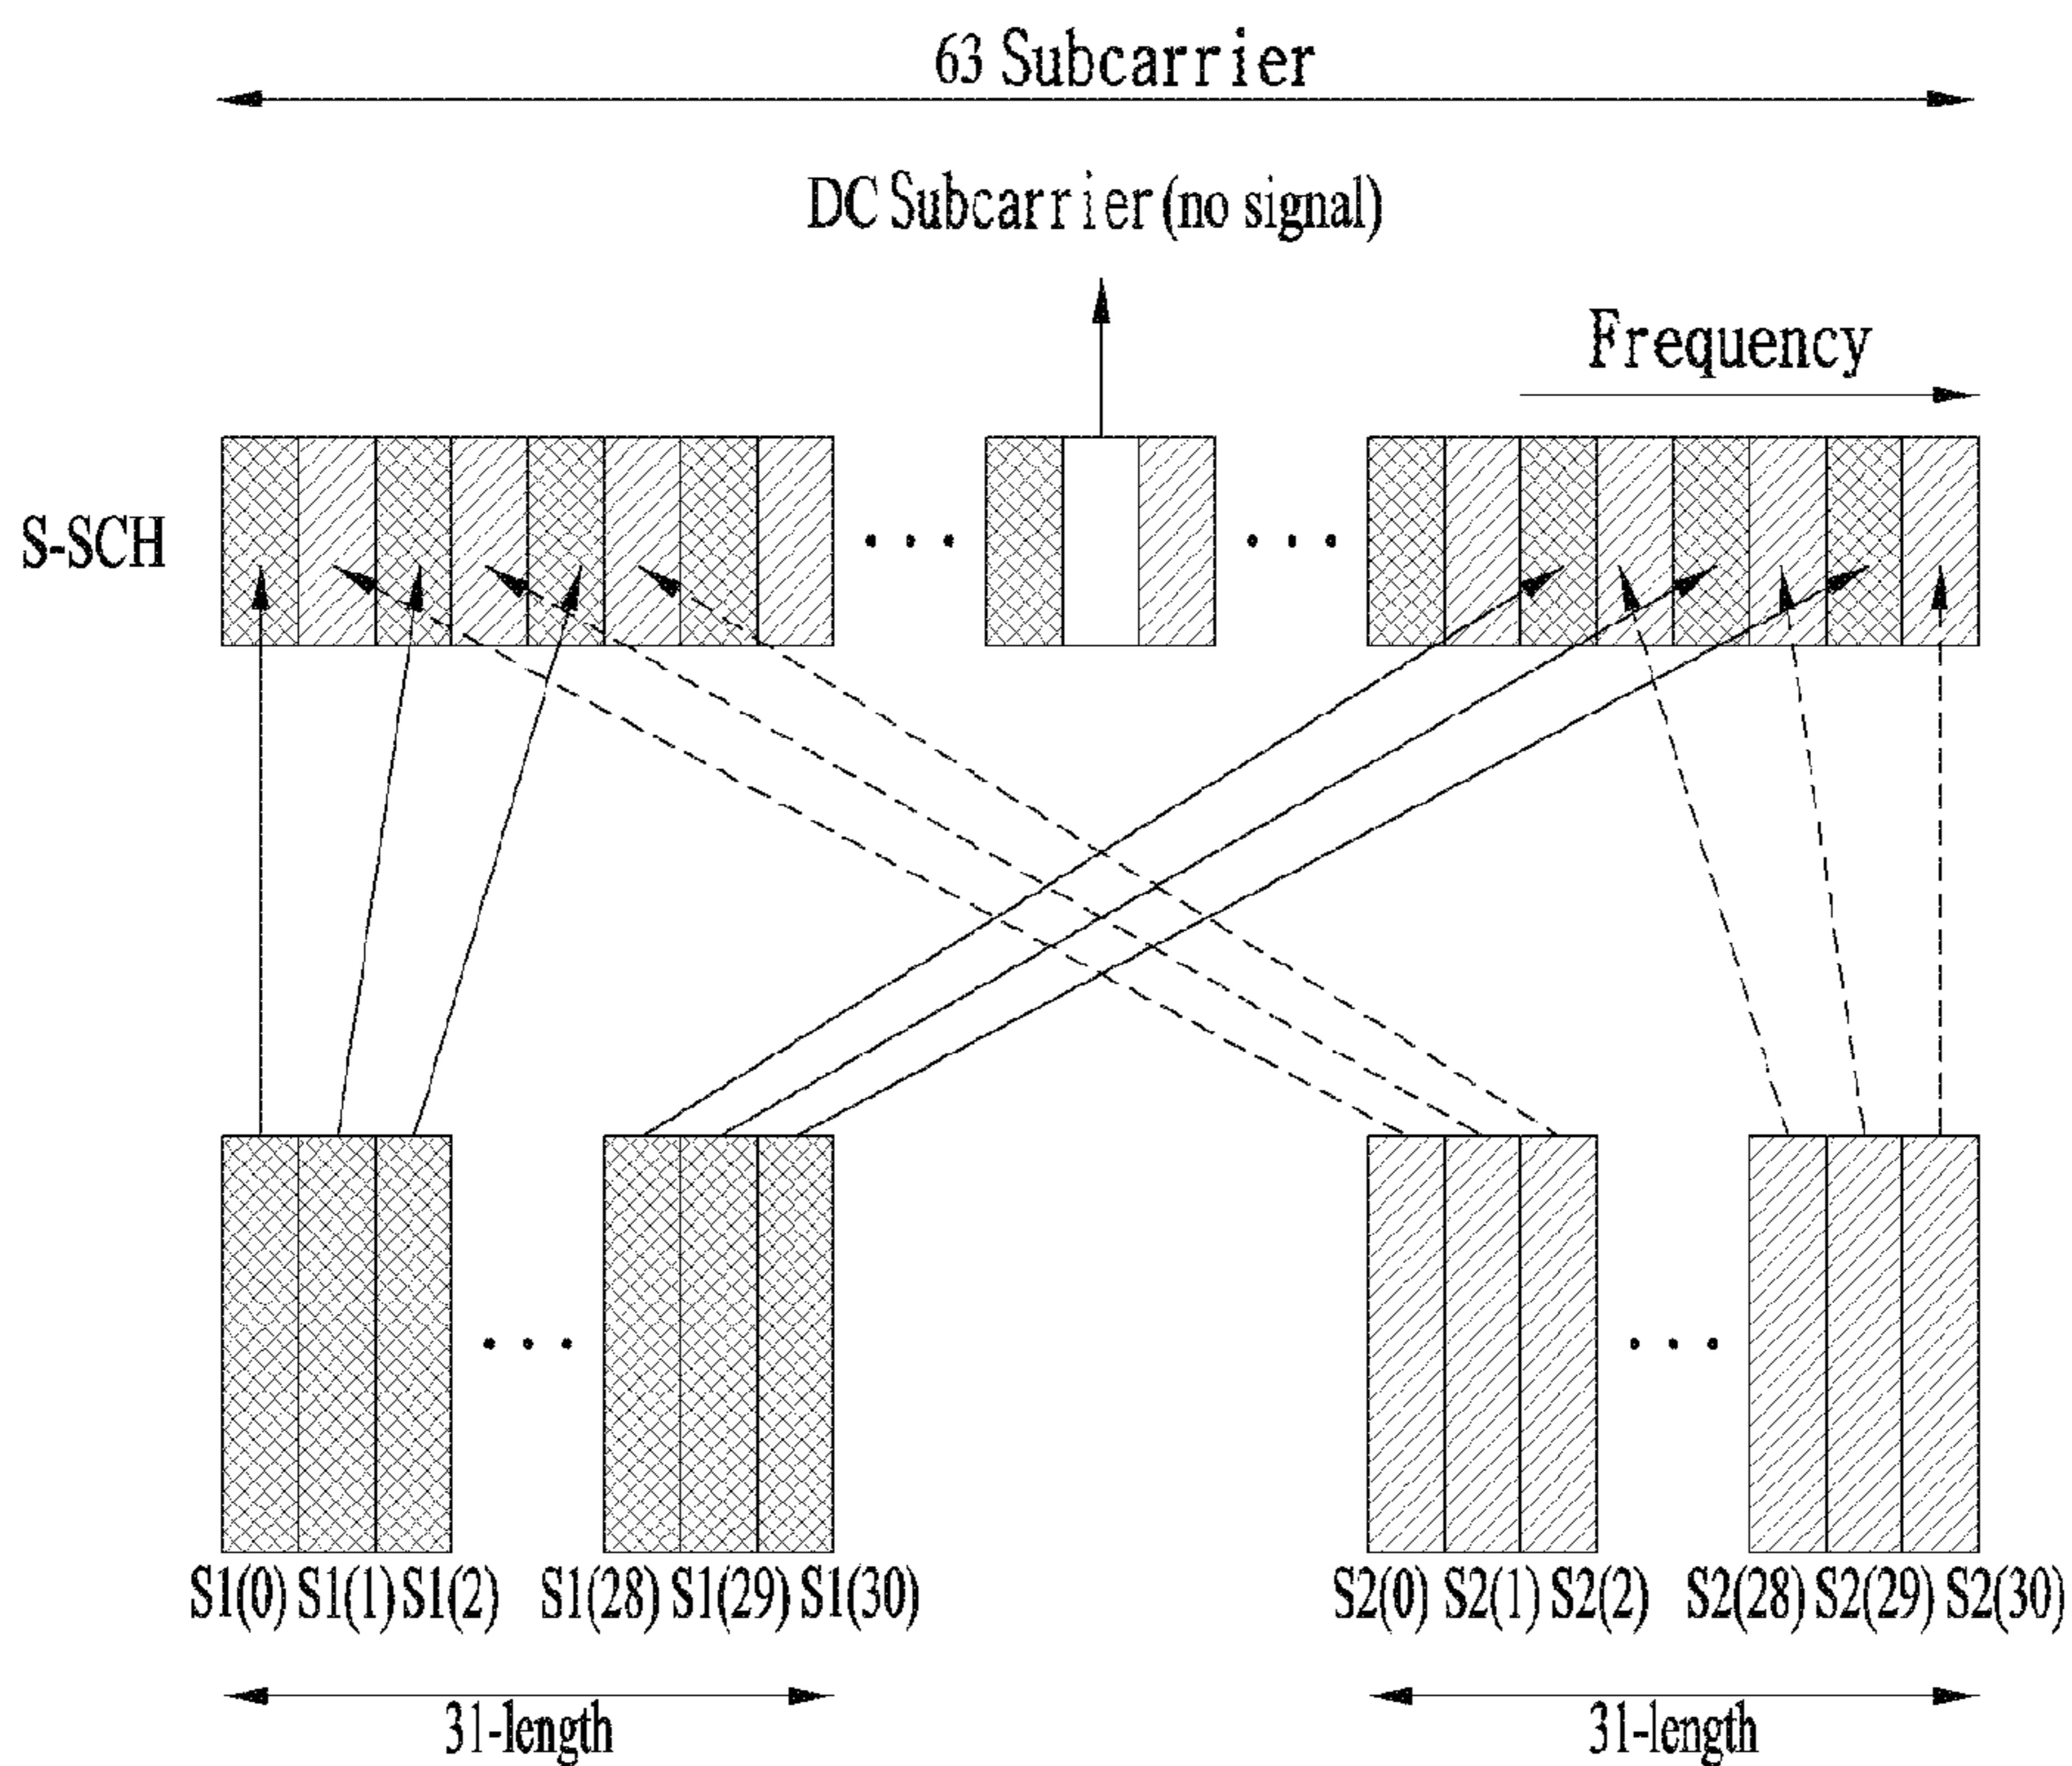 63 Subcarrier
DC Subcarrier (no signal)
Frequency
S-SCH
S1(0) S1(1) S1(2) S1(28) S1(29) S1(30) S2(0) S2(1) S2(2) S2(28) S2(29) S2(30)
31-length 31-length